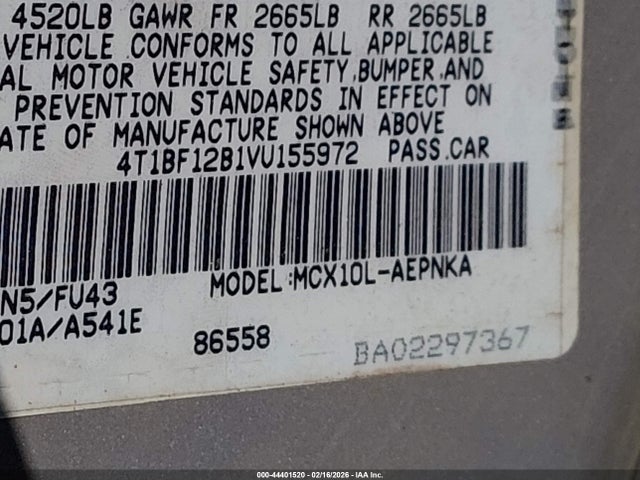 4520LB GAWR FR 2665LB RR 2665LB
VEHICLE CONFORMS TO ALL APPLICABLE
AL MOTOR VEHICLE SAFETY,BUMPER,AND
PREVENTION STANDARDS IN EFFECT ON
ATE OF MANUFACTURE SHOWN ABOVE
4T1BF12B1VU155972 PASS.CAR
N5/FU43 MODEL:MCX10L-AEPNKA
01A/A541E
86558 BA02297367
000-44401520 - 02/16/2026 - IAA Inc.